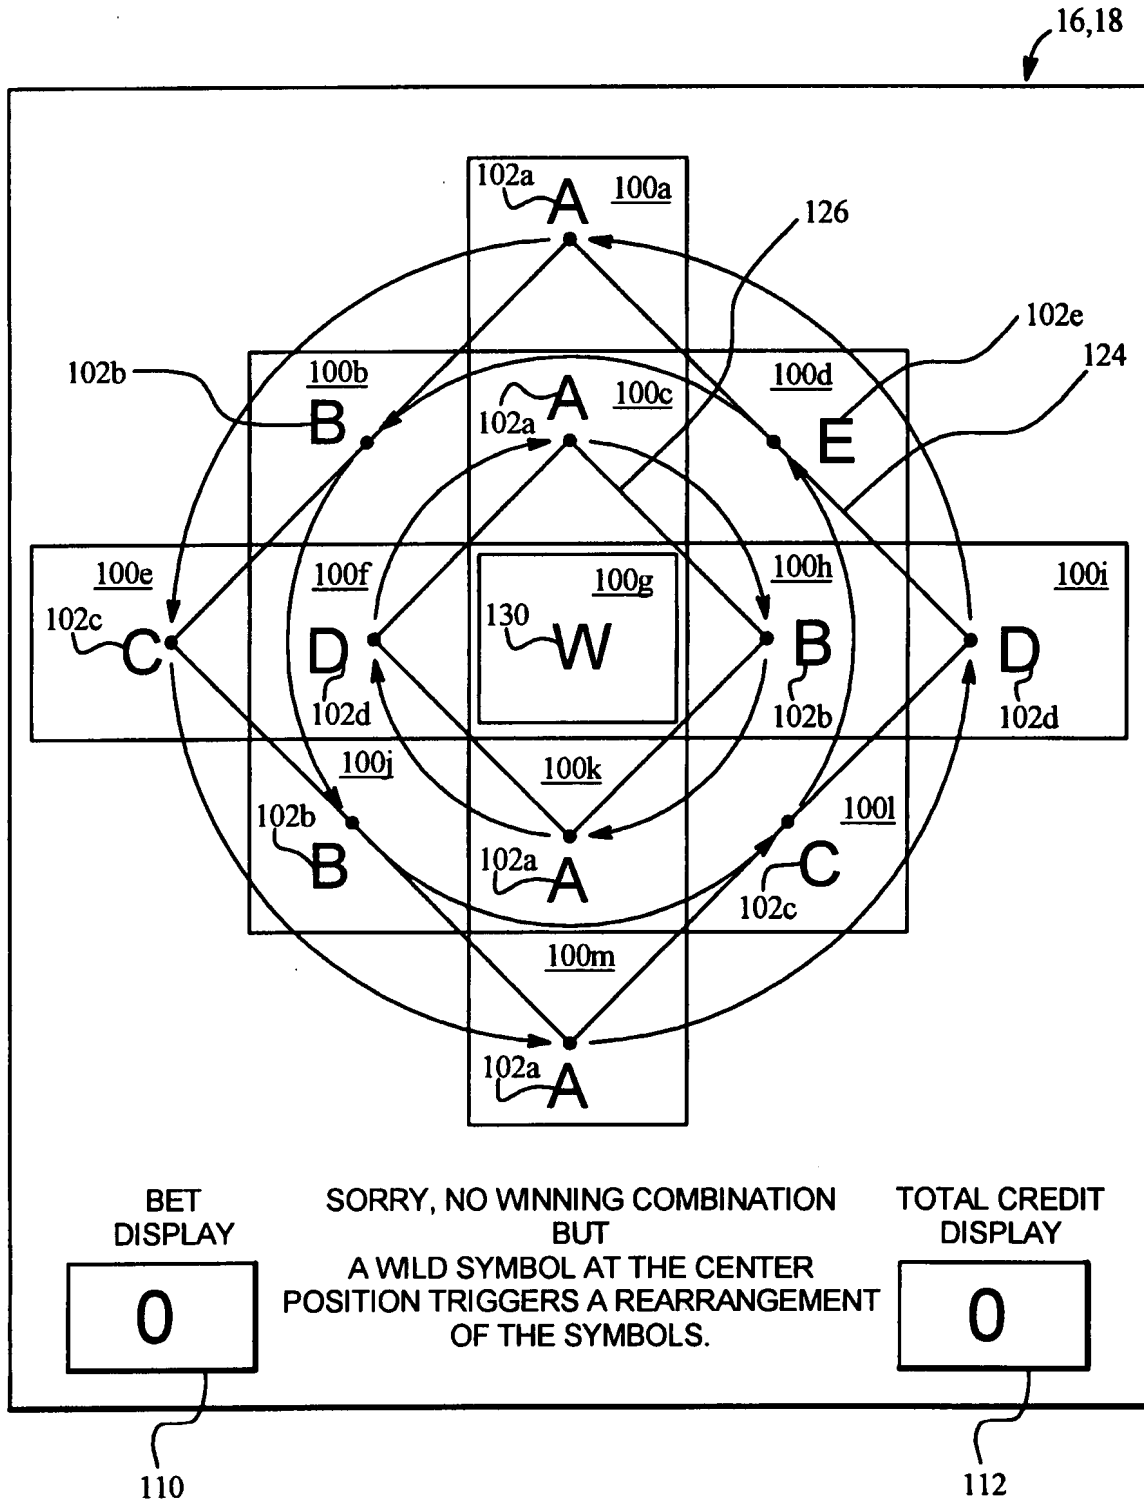 16,18
102a
A
100a
126
102e
124
102b
100b
B
A
100c
102a
100d
E
100e
102c
C
100f
D
102d
100g
130
W
100h
B
102b
100i
D
102d
100j
102b
B
100k
102a
A
100l
C
102c
100m
102a
A
BET
DISPLAY
0
SORRY, NO WINNING COMBINATION
BUT
A WILD SYMBOL AT THE CENTER
POSITION TRIGGERS A REARRANGEMENT
OF THE SYMBOLS.
TOTAL CREDIT
DISPLAY
0
110
112